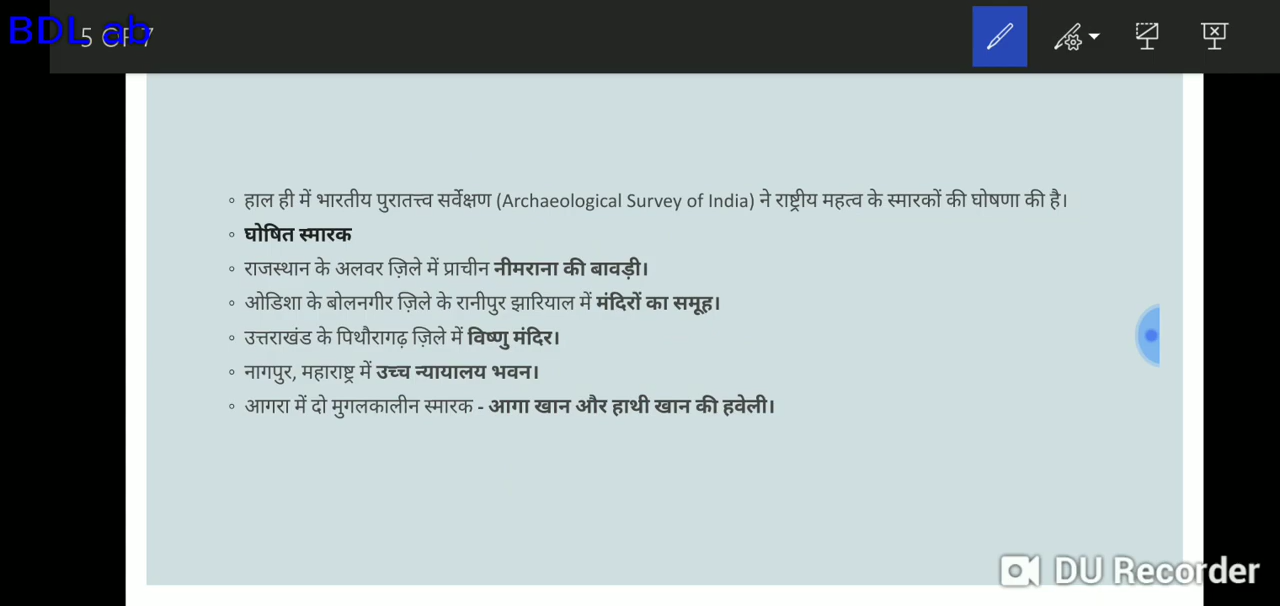 BDL ab
5 OF 7
◦ हाल ही में भारतीय पुरातत्त्व सर्वेक्षण (Archaeological Survey of India) ने राष्ट्रीय महत्व के स्मारकों की घोषणा की है।
◦ घोषित स्मारक
◦ राजस्थान के अलवर ज़िले में प्राचीन नीमराना की बावड़ी।
◦ ओडिशा के बोलनगीर ज़िले के रानीपुर झारियाल में मंदिरों का समूह।
◦ उत्तराखंड के पिथौरागढ़ ज़िले में विष्णु मंदिर।
◦ नागपुर, महाराष्ट्र में उच्च न्यायालय भवन।
◦ आगरा में दो मुगलकालीन स्मारक - आगा खान और हाथी खान की हवेली।
DU Recorder